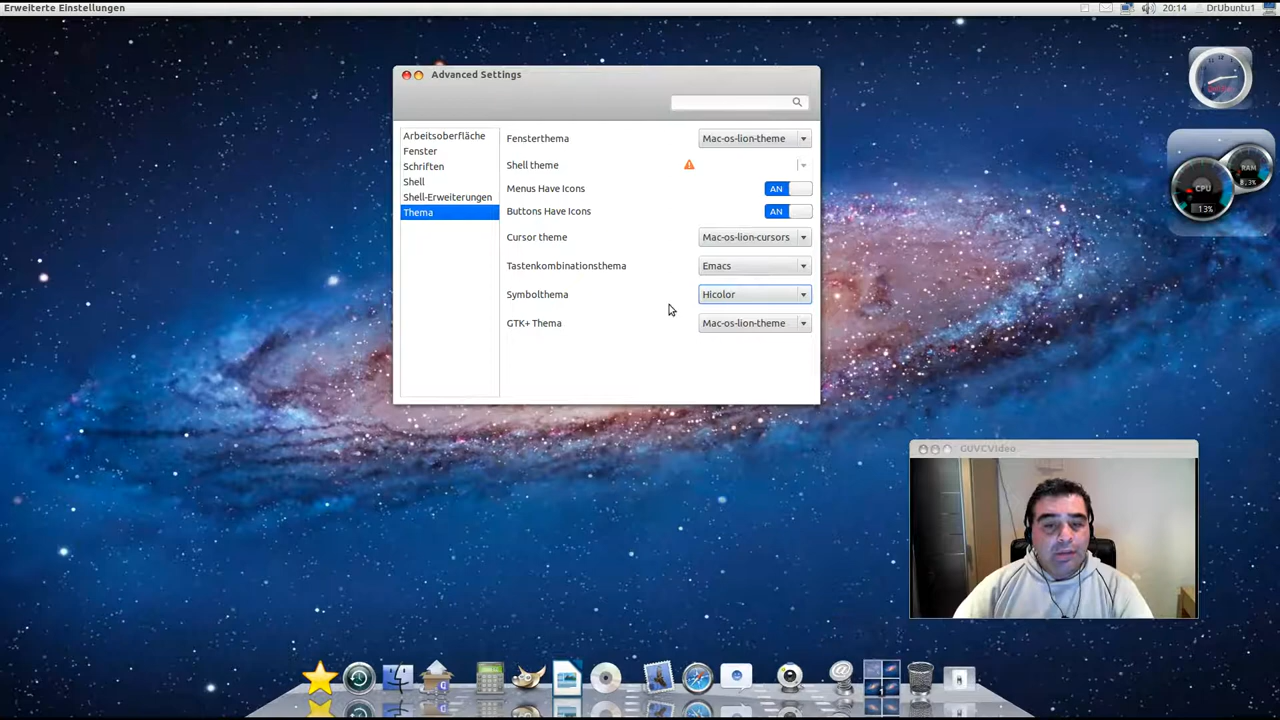 Erweiterte Einstellungen
20:14 DrUbuntu1
Advanced Settings
Arbeitsoberfläche
Fenster
Schriften
Shell
Shell-Erweiterungen
Thema
Fensterthema Mac-os-lion-theme
Shell theme
Menus Have Icons AN
Buttons Have Icons AN
Cursor theme Mac-os-lion-cursors
Tastenkombinationsthema Emacs
Symbolthema Hicolor
GTK+ Thema Mac-os-lion-theme
RAM
CPU
13%
GUVCVideo